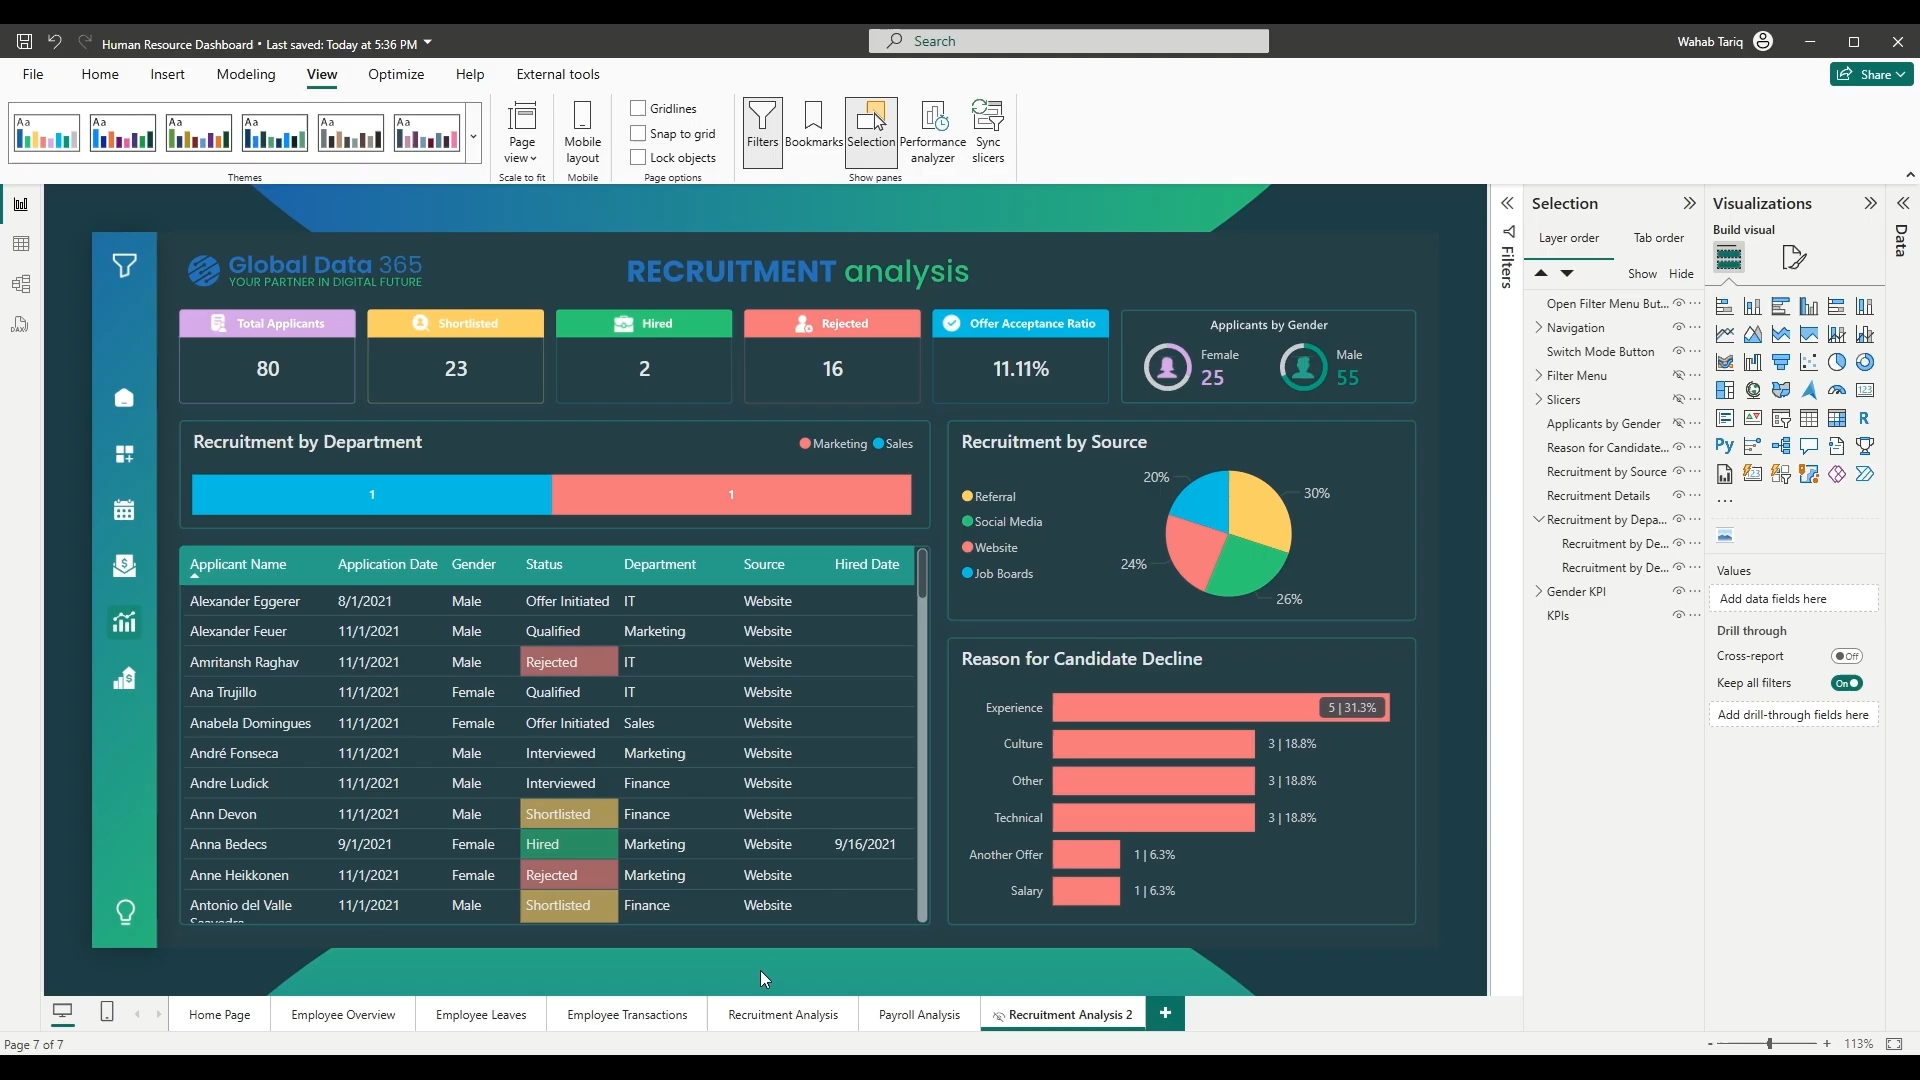 Human Resource Dashboard • Last saved: Today at 5:36 PM
Search
Wahab Tariq
File Home Insert Modeling View Optimize Help External tools
Share
Aa Aa Aa Aa Aa Aa
Page view
Mobile layout
Gridlines
Snap to grid
Lock objects
Filters
Bookmarks
Selection
Performance analyzer
Sync slicers
Themes
Scale to fit
Mobile
Page options
Show panes
Global Data 365
YOUR PARTNER IN DIGITAL FUTURE
RECRUITMENT analysis
Total Applicants
80
Shortlisted
23
Hired
2
Rejected
16
Offer Acceptance Ratio
11.11%
Applicants by Gender
Female
25
Male
55
Recruitment by Department
Marketing Sales
1 1
Applicant Name Application Date Gender Status Department Source Hired Date
Alexander Eggerer 8/1/2021 Male Offer Initiated IT Website
Alexander Feuer 11/1/2021 Male Qualified Marketing Website
Amritansh Raghav 11/1/2021 Male Rejected IT Website
Ana Trujillo 11/1/2021 Female Qualified IT Website
Anabela Domingues 11/1/2021 Female Offer Initiated Sales Website
André Fonseca 11/1/2021 Male Interviewed Marketing Website
Andre Ludick 11/1/2021 Male Interviewed Finance Website
Ann Devon 11/1/2021 Male Shortlisted Finance Website
Anna Bedecs 9/1/2021 Female Hired Marketing Website 9/16/2021
Anne Heikkonen 11/1/2021 Female Rejected Marketing Website
Antonio del Valle 11/1/2021 Male Shortlisted Finance Website
Saavedra
Recruitment by Source
Referral
Social Media
Website
Job Boards
20%
30%
24%
26%
Reason for Candidate Decline
Experience 5 | 31.3%
Culture 3 | 18.8%
Other 3 | 18.8%
Technical 3 | 18.8%
Another Offer 1 | 6.3%
Salary 1 | 6.3%
Filters
Selection
Layer order Tab order
Show Hide
Open Filter Menu But...
Navigation
Switch Mode Button
Filter Menu
Slicers
Applicants by Gender
Reason for Candidate...
Recruitment by Source
Recruitment Details
Recruitment by Depa...
Recruitment by De...
Recruitment by De...
Gender KPI
KPIs
Visualizations
Build visual
123
R
Py
123
...
Values
Add data fields here
Drill through
Cross-report Off
Keep all filters On
Add drill-through fields here
Data
DAX
Home Page Employee Overview Employee Leaves Employee Transactions Recruitment Analysis Payroll Analysis Recruitment Analysis 2 +
Page 7 of 7
- + 113%